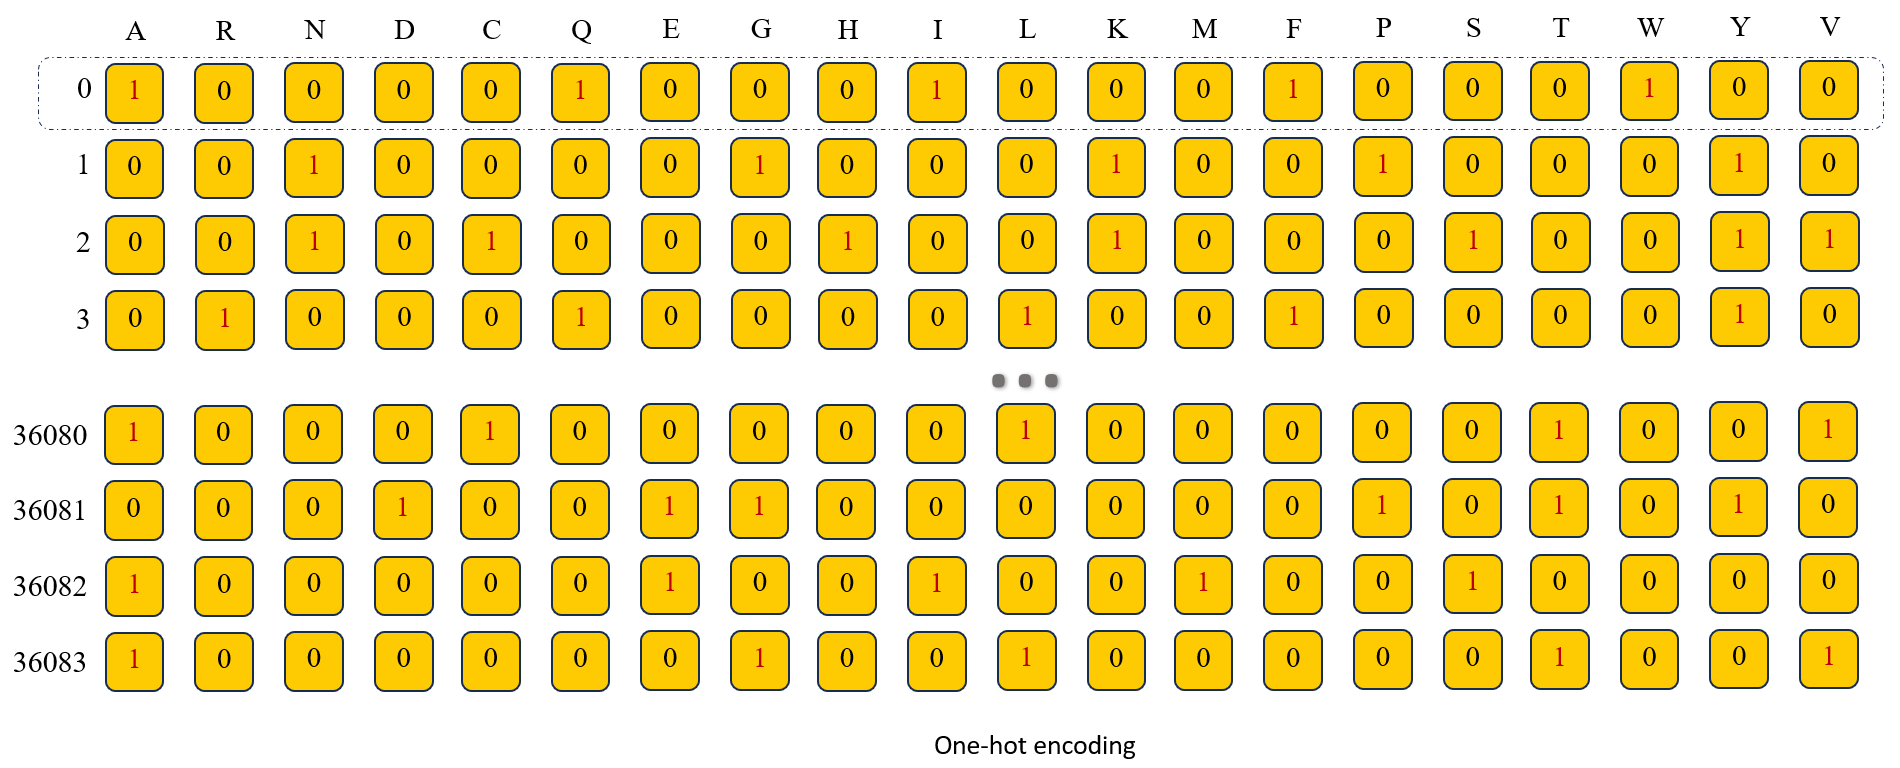 A R N D C Q E G H I L K M F P S T W Y V
0 1 0 0 0 0 1 0 0 0 1 0 0 0 1 0 0 0 1 0 0
1 0 0 1 0 0 0 0 1 0 0 0 1 0 0 1 0 0 0 1 0
2 0 0 1 0 1 0 0 0 1 0 0 1 0 0 0 1 0 0 1 1
3 0 1 0 0 0 1 0 0 0 0 1 0 0 1 0 0 0 0 1 0
36080 1 0 0 0 1 0 0 0 0 0 1 0 0 0 0 0 1 0 0 1
36081 0 0 0 1 0 0 1 1 0 0 0 0 0 0 1 0 1 0 1 0
36082 1 0 0 0 0 0 1 0 0 1 0 0 1 0 0 1 0 0 0 0
36083 1 0 0 0 0 0 0 1 0 0 1 0 0 0 0 0 1 0 0 1
One-hot encoding